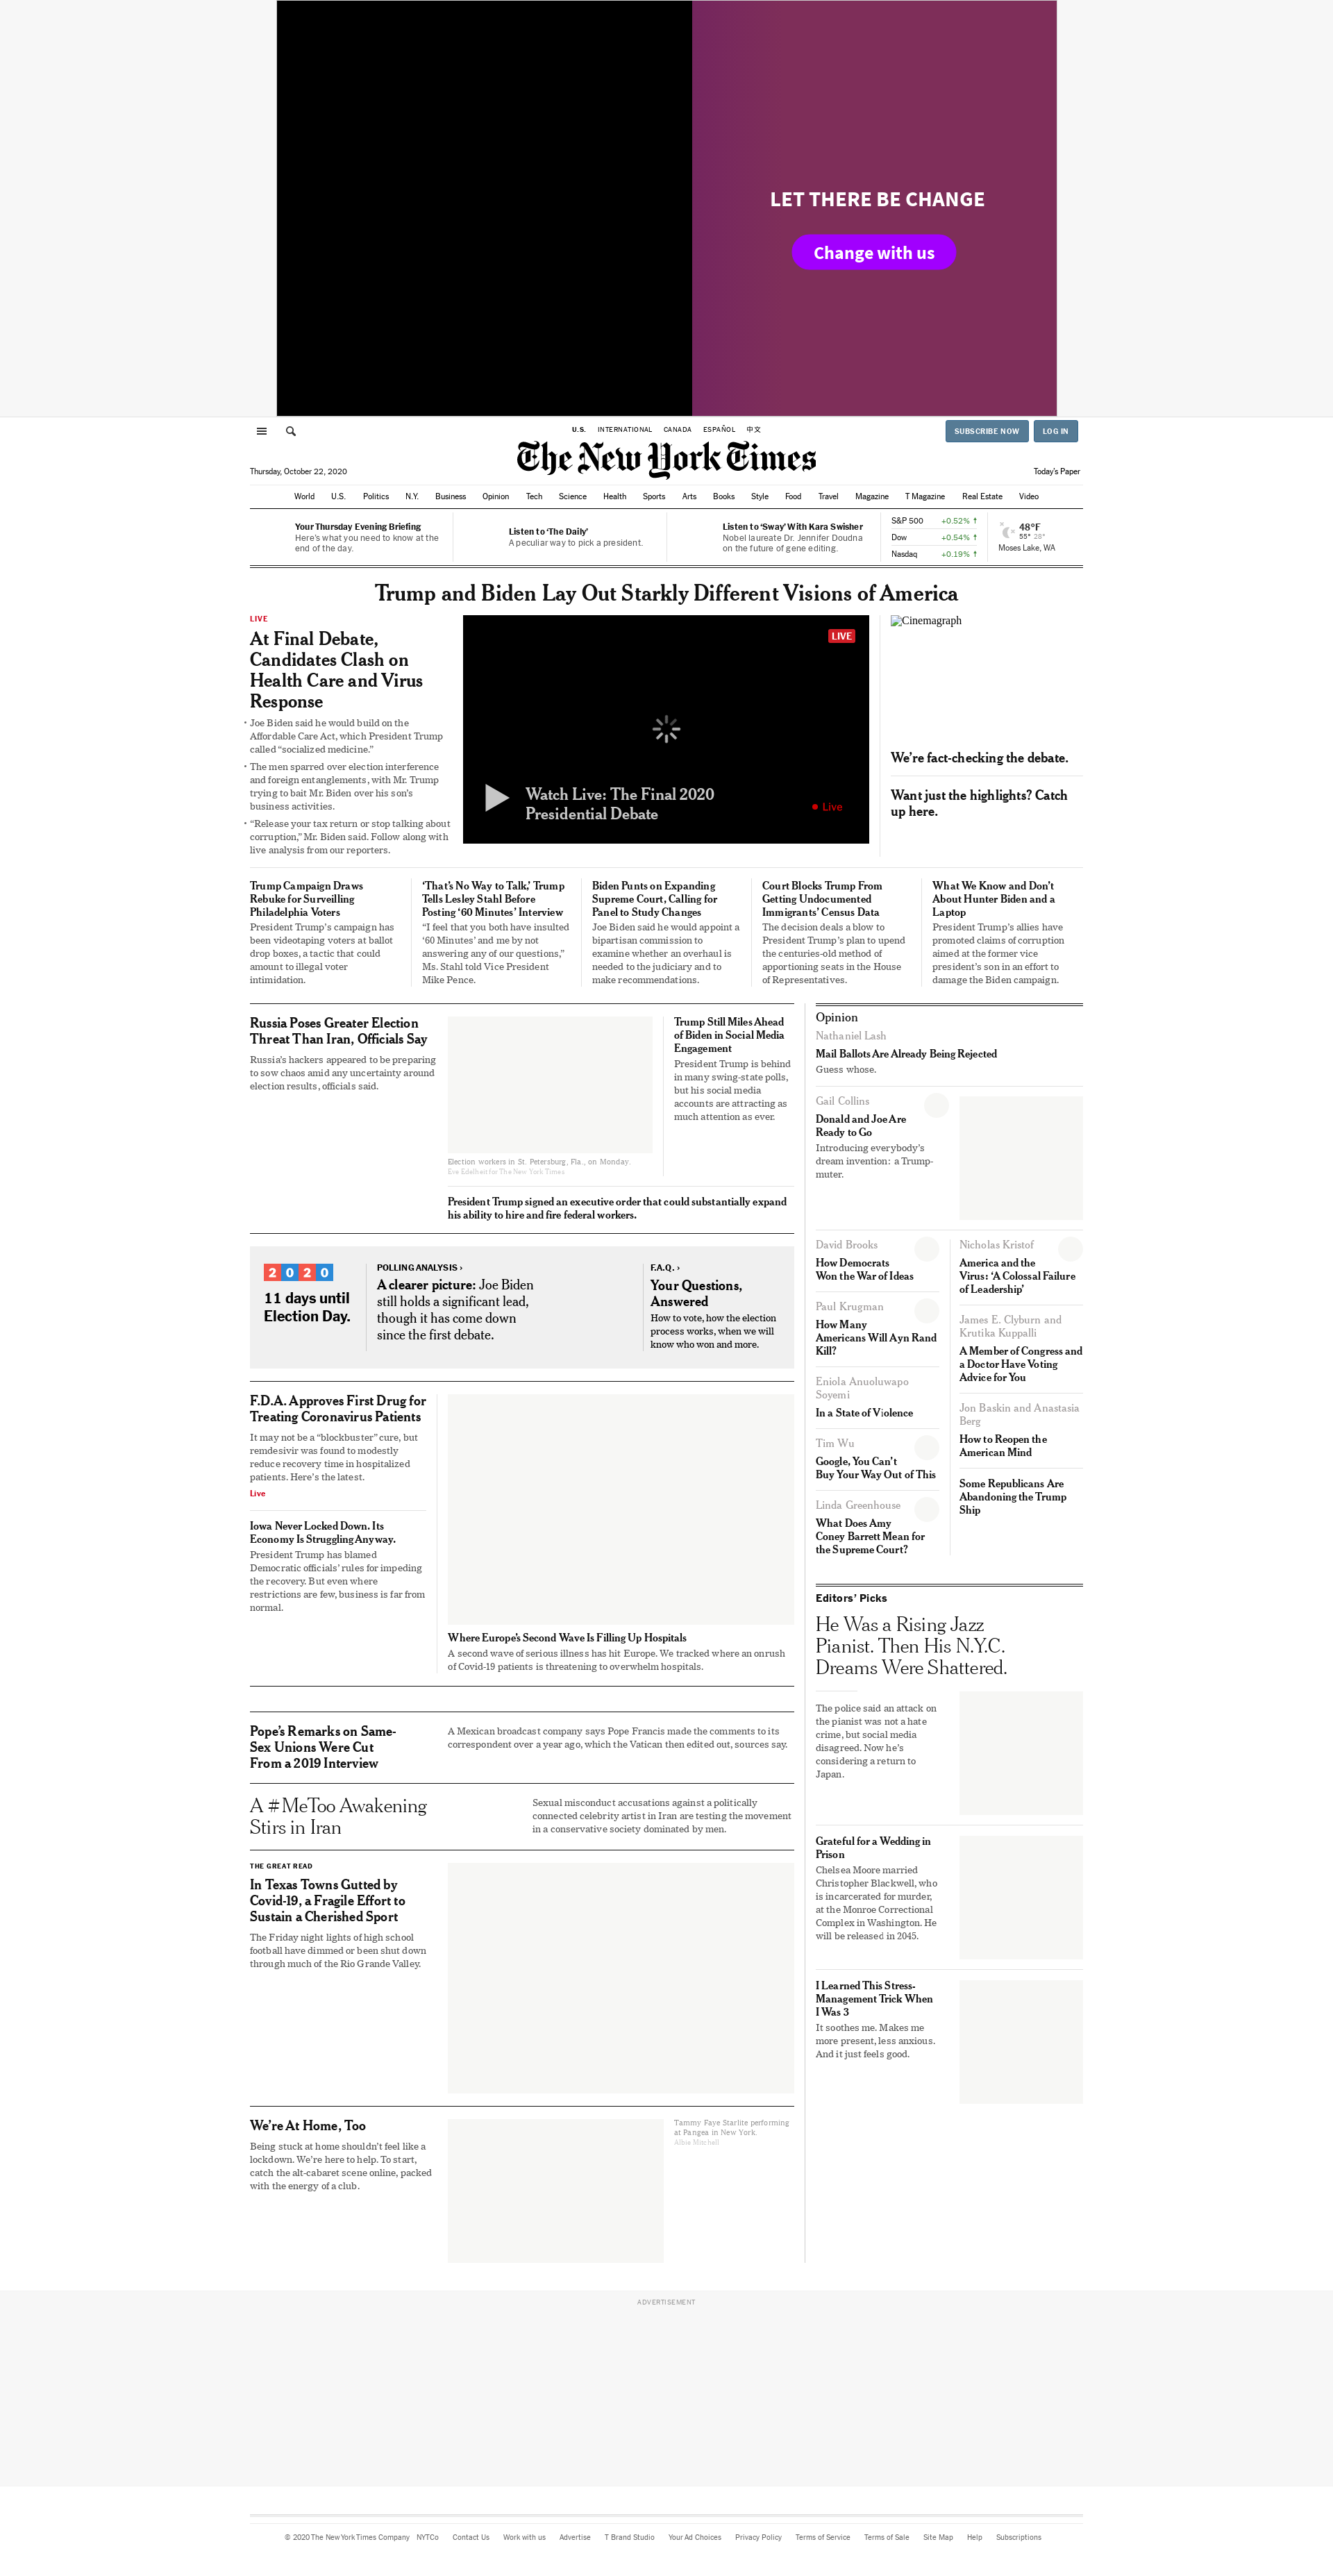 LET THERE BE CHANGE
Change with us
U.S. INTERNATIONAL CANADA ESPAÑOL 中文
SUBSCRIBE NOW LOG IN
The New York Times
Thursday, October 22, 2020
Today's Paper
World U.S. Politics N.Y. Business Opinion Tech Science Health Sports Arts Books Style Food Travel Magazine T Magazine Real Estate Video
Your Thursday Evening Briefing
Here's what you need to know at the
end of the day.
Listen to 'The Daily'
A peculiar way to pick a president.
Listen to 'Sway' With Kara Swisher
Nobel laureate Dr. Jennifer Doudna
on the future of gene editing.
S&P 500 +0.52% ↑
Dow +0.54% ↑
Nasdaq +0.19% ↑
48°F
55° 28°
Moses Lake, WA
Trump and Biden Lay Out Starkly Different Visions of America
LIVE
At Final Debate,
Candidates Clash on
Health Care and Virus
Response
• Joe Biden said he would build on the
Affordable Care Act, which President Trump
called “socialized medicine.”
• The men sparred over election interference
and foreign entanglements, with Mr. Trump
trying to bait Mr. Biden over his son’s
business activities.
• “Release your tax return or stop talking about
corruption,” Mr. Biden said. Follow along with
live analysis from our reporters.
LIVE
Watch Live: The Final 2020
Presidential Debate
Live
Cinemagraph
We’re fact-checking the debate.
Want just the highlights? Catch
up here.
Trump Campaign Draws
Rebuke for Surveilling
Philadelphia Voters
President Trump’s campaign has
been videotaping voters at ballot
drop boxes, a tactic that could
amount to illegal voter
intimidation.
‘That’s No Way to Talk,’ Trump
Tells Lesley Stahl Before
Posting ‘60 Minutes’ Interview
“I feel that you both have insulted
‘60 Minutes’ and me by not
answering any of our questions,”
Ms. Stahl told Vice President
Mike Pence.
Biden Punts on Expanding
Supreme Court, Calling for
Panel to Study Changes
Joe Biden said he would appoint a
bipartisan commission to
examine whether an overhaul is
needed to the judiciary and to
make recommendations.
Court Blocks Trump From
Getting Undocumented
Immigrants’ Census Data
The decision deals a blow to
President Trump’s plan to upend
the centuries-old method of
apportioning seats in the House
of Representatives.
What We Know and Don’t
About Hunter Biden and a
Laptop
President Trump’s allies have
promoted claims of corruption
aimed at the former vice
president’s son in an effort to
damage the Biden campaign.
Russia Poses Greater Election
Threat Than Iran, Officials Say
Russia’s hackers appeared to be preparing
to sow chaos amid any uncertainty around
election results, officials said.
Election workers in St. Petersburg, Fla., on Monday.
Eve Edelheit for The New York Times
Trump Still Miles Ahead
of Biden in Social Media
Engagement
President Trump is behind
in many swing-state polls,
but his social media
accounts are attracting as
much attention as ever.
President Trump signed an executive order that could substantially expand
his ability to hire and fire federal workers.
2020
11 days until
Election Day.
POLLING ANALYSIS ›
A clearer picture: Joe Biden
still holds a significant lead,
though it has come down
since the first debate.
F.A.Q. ›
Your Questions,
Answered
How to vote, how the election
process works, when we will
know who won and more.
F.D.A. Approves First Drug for
Treating Coronavirus Patients
It may not be a “blockbuster” cure, but
remdesivir was found to modestly
reduce recovery time in hospitalized
patients. Here’s the latest.
Live
Iowa Never Locked Down. Its
Economy Is Struggling Anyway.
President Trump has blamed
Democratic officials’ rules for impeding
the recovery. But even where
restrictions are few, business is far from
normal.
Where Europe’s Second Wave Is Filling Up Hospitals
A second wave of serious illness has hit Europe. We tracked where an onrush
of Covid-19 patients is threatening to overwhelm hospitals.
Pope’s Remarks on Same-
Sex Unions Were Cut
From a 2019 Interview
A Mexican broadcast company says Pope Francis made the comments to its
correspondent over a year ago, which the Vatican then edited out, sources say.
A #MeToo Awakening
Stirs in Iran
Sexual misconduct accusations against a politically
connected celebrity artist in Iran are testing the movement
in a conservative society dominated by men.
THE GREAT READ
In Texas Towns Gutted by
Covid-19, a Fragile Effort to
Sustain a Cherished Sport
The Friday night lights of high school
football have dimmed or been shut down
through much of the Rio Grande Valley.
We’re At Home, Too
Being stuck at home shouldn’t feel like a
lockdown. We’re here to help. To start,
catch the alt-cabaret scene online, packed
with the energy of a club.
Tammy Faye Starlite performing
at Pangea in New York.
Albie Mitchell
Opinion
Nathaniel Lash
Mail Ballots Are Already Being Rejected
Guess whose.
Gail Collins
Donald and Joe Are
Ready to Go
Introducing everybody’s
dream invention: a Trump-
muter.
David Brooks
How Democrats
Won the War of Ideas
Paul Krugman
How Many
Americans Will Ayn Rand
Kill?
Eniola Anuoluwapo
Soyemi
In a State of Violence
Tim Wu
Google, You Can’t
Buy Your Way Out of This
Linda Greenhouse
What Does Amy
Coney Barrett Mean for
the Supreme Court?
Nicholas Kristof
America and the
Virus: ‘A Colossal Failure
of Leadership’
James E. Clyburn and
Krutika Kuppalli
A Member of Congress and
a Doctor Have Voting
Advice for You
Jon Baskin and Anastasia
Berg
How to Reopen the
American Mind
Some Republicans Are
Abandoning the Trump
Ship
Editors’ Picks
He Was a Rising Jazz
Pianist. Then His N.Y.C.
Dreams Were Shattered.
The police said an attack on
the pianist was not a hate
crime, but social media
disagreed. Now he’s
considering a return to
Japan.
Grateful for a Wedding in
Prison
Chelsea Moore married
Christopher Blackwell, who
is incarcerated for murder,
at the Monroe Correctional
Complex in Washington. He
will be released in 2045.
I Learned This Stress-
Management Trick When
I Was 3
It soothes me. Makes me
more present, less anxious.
And it just feels good.
ADVERTISEMENT
© 2020 The New York Times Company NYTCo Contact Us Work with us Advertise T Brand Studio Your Ad Choices Privacy Policy Terms of Service Terms of Sale Site Map Help Subscriptions